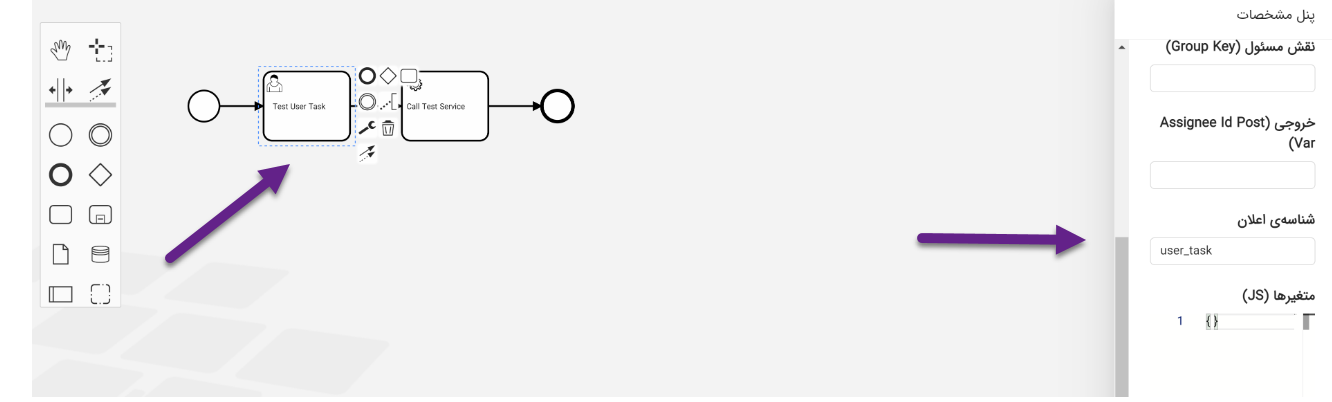 پنل مشخصات
نقش مسئول (Group Key)
Test User Task
Call Test Service
خروجی (Assignee Id Post
Var)
شناسه‌ی اعلان
user_task
متغیرها (JS)
1 {}